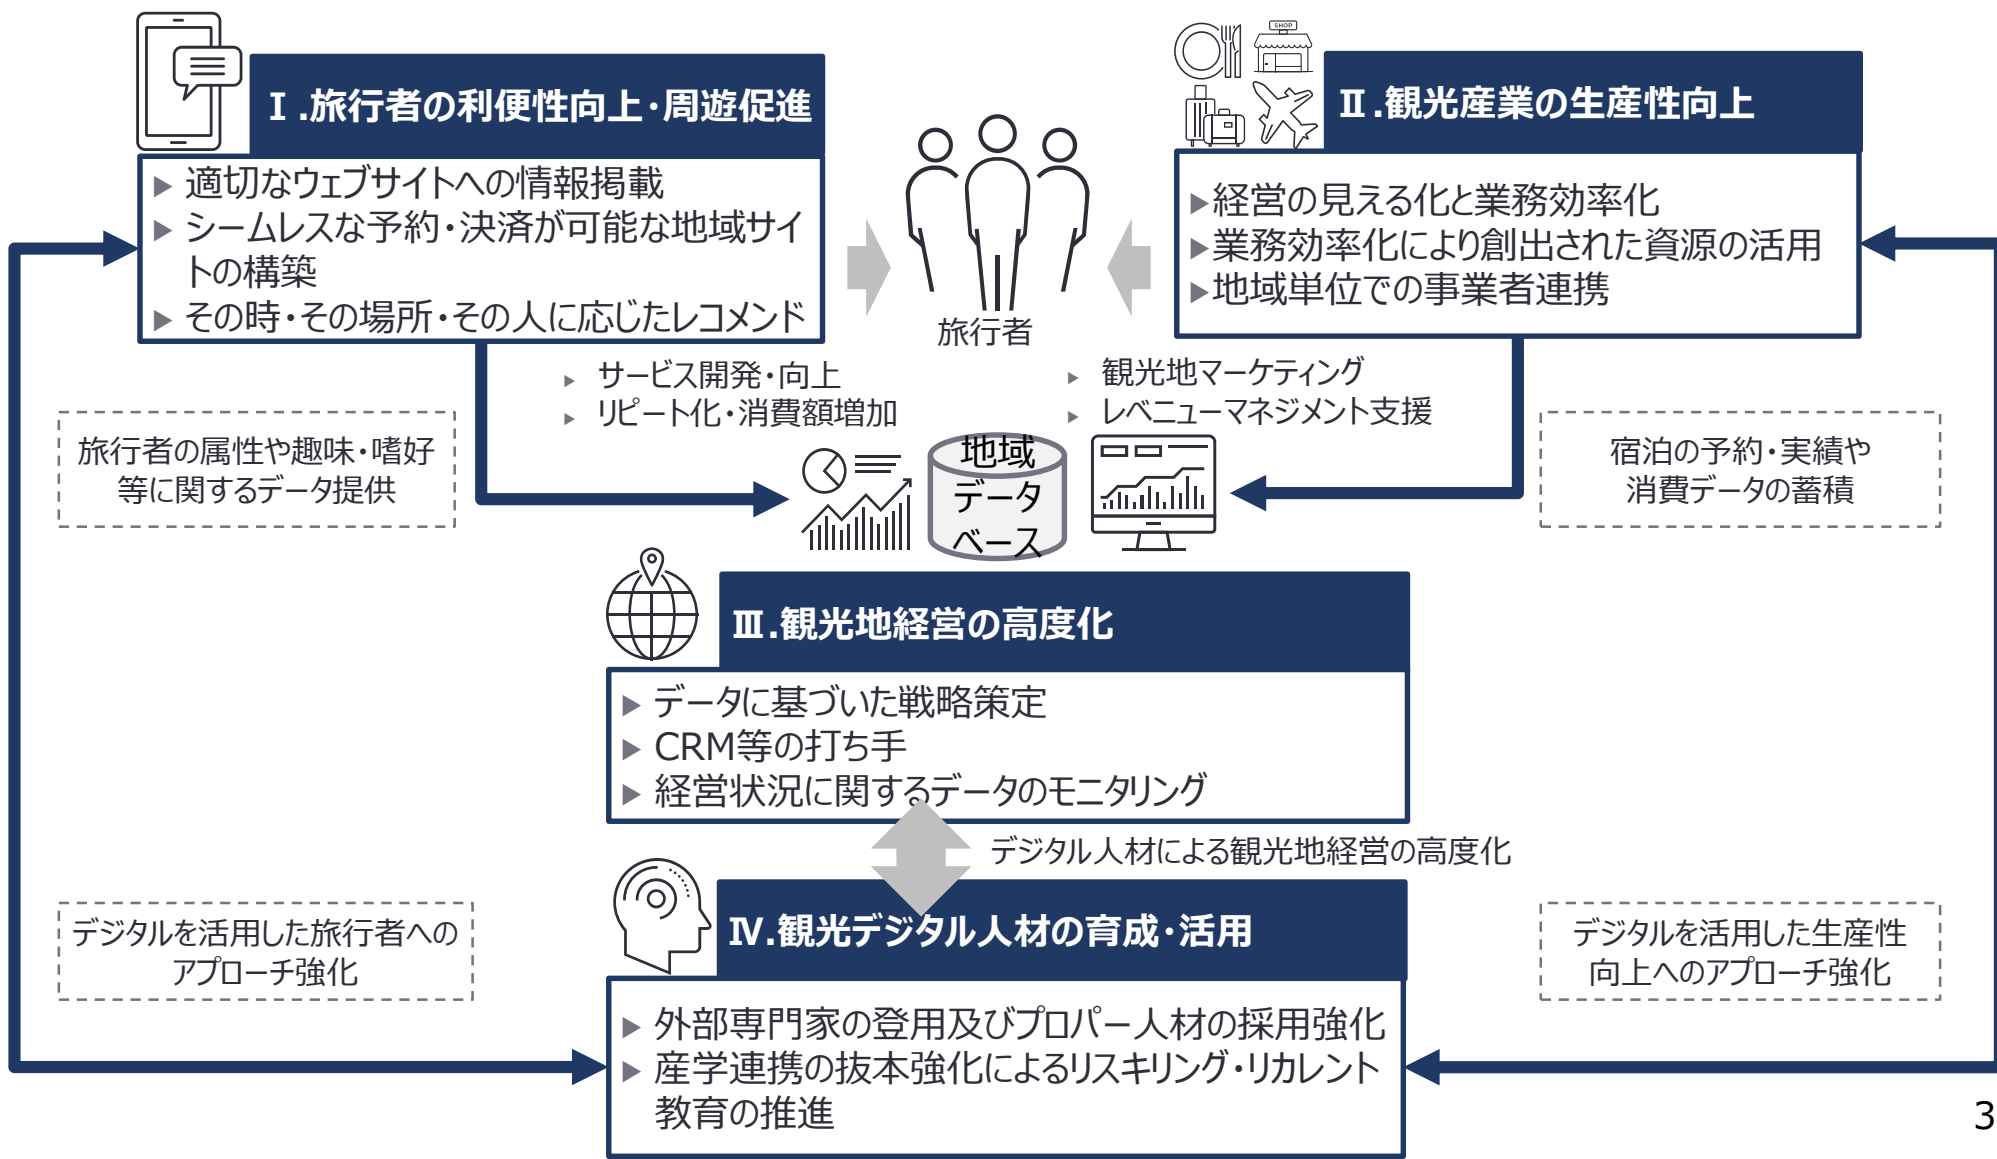 Ⅰ.旅行者の利便性向上・周遊促進
適切なウェブサイトへの情報掲載
シームレスな予約・決済が可能な地域サイ
トの構築
その時・その場所・その人に応じたレコメンド
旅行者
SHOP
Ⅱ.観光産業の生産性向上
経営の見える化と業務効率化
業務効率化により創出された資源の活用
地域単位での事業者連携
サービス開発・向上
リピート化・消費額増加
観光地マーケティング
レベニューマネジメント支援
旅行者の属性や趣味・嗜好
等に関するデータ提供
地域
データ
ベース
宿泊の予約・実績や
消費データの蓄積
Ⅲ.観光地経営の高度化
データに基づいた戦略策定
CRM等の打ち手
経営状況に関するデータのモニタリング
デジタル人材による観光地経営の高度化
デジタルを活用した旅行者への
アプローチ強化
Ⅳ.観光デジタル人材の育成・活用
外部専門家の登用及びプロパー人材の採用強化
産学連携の抜本強化によるリスキリング・リカレント
教育の推進
デジタルを活用した生産性
向上へのアプローチ強化
3